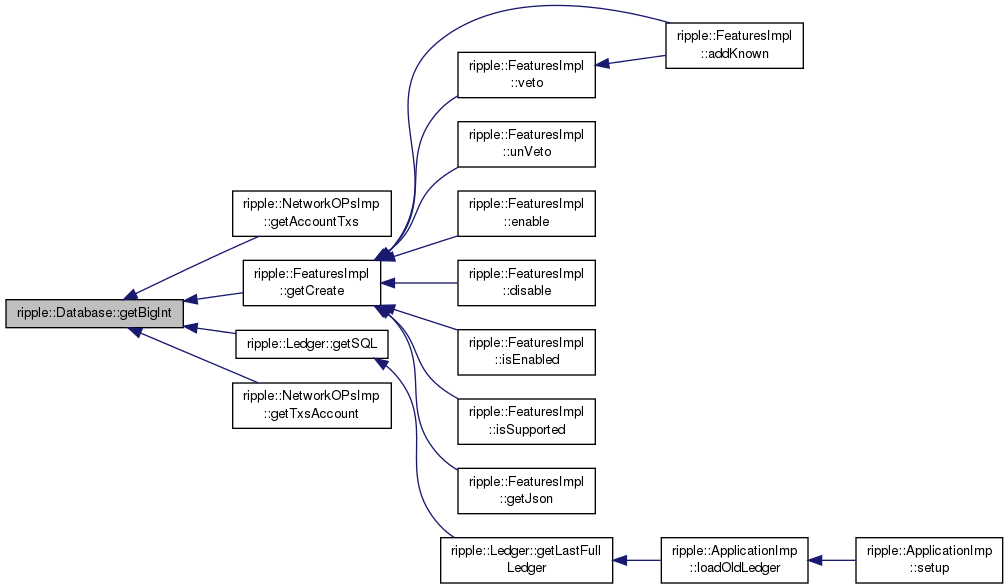 ripple::FeaturesImpl
::addKnown
ripple::FeaturesImpl
::veto
ripple::FeaturesImpl
::unVeto
ripple::NetworkOPsImp
::getAccountTxs
ripple::FeaturesImpl
::enable
ripple::FeaturesImpl
::getCreate
ripple::FeaturesImpl
::disable
ripple::Database::getBigInt
ripple::Ledger::getSQL
ripple::FeaturesImpl
::isEnabled
ripple::NetworkOPsImp
::getTxsAccount
ripple::FeaturesImpl
::isSupported
ripple::FeaturesImpl
::getJson
ripple::Ledger::getLastFull
Ledger
ripple::ApplicationImp
::loadOldLedger
ripple::ApplicationImp
::setup